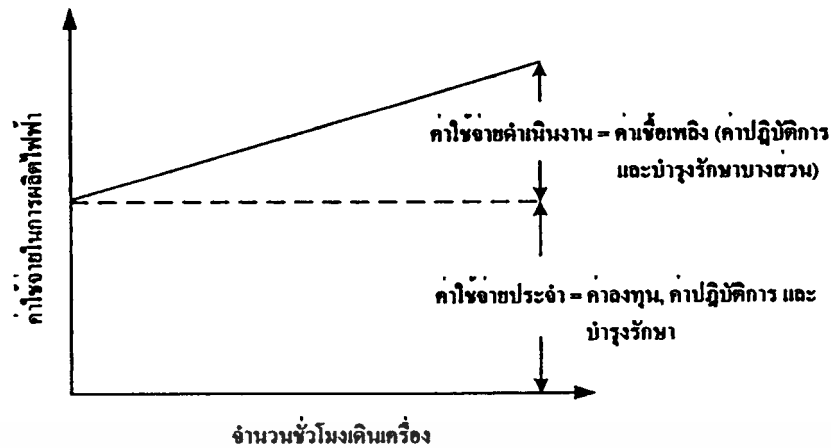 ค่าใช้จ่ายในการผลิตไฟฟ้า
ค่าใช้จ่ายดำเนินงาน = ค่าเชื้อเพลิง (ค่าปฏิบัติการ
และบำรุงรักษาบางส่วน)
ค่าใช้จ่ายประจำ = ค่าลงทุน, ค่าปฏิบัติการ และ
บำรุงรักษา
จำนวนชั่วโมงเดินเครื่อง